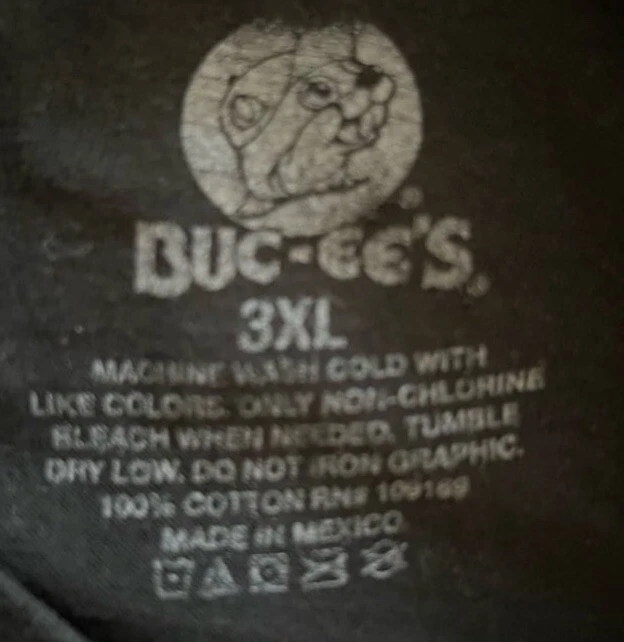 BUC-EE'S®
3XL
MACHINE WASH COLD WITH
LIKE COLORS. ONLY NON-CHLORINE
BLEACH WHEN NEEDED. TUMBLE
DRY LOW. DO NOT IRON GRAPHIC.
100% COTTON RN# 109169
MADE IN MEXICO